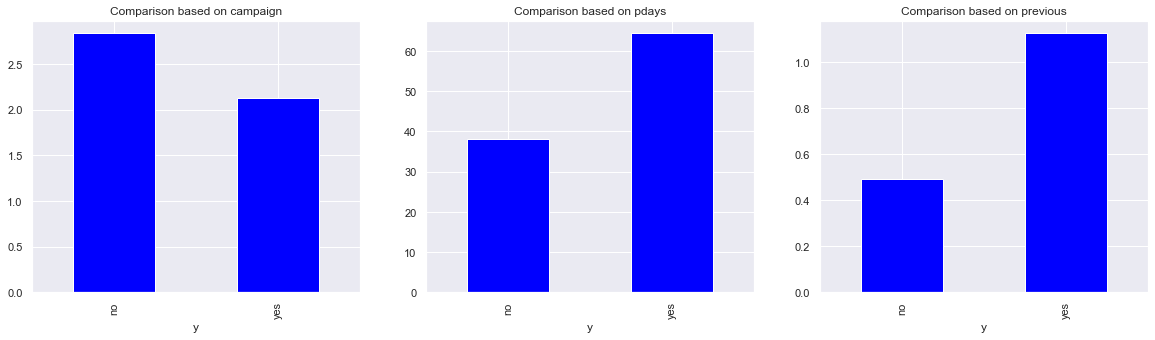 Comparison based on campaign
2.5
2.0
1.5
1.0
0.5
0.0
no
yes
y
Comparison based on pdays
60
50
40
30
20
10
0
no
yes
y
Comparison based on previous
1.0
0.8
0.6
0.4
0.2
0.0
no
yes
y